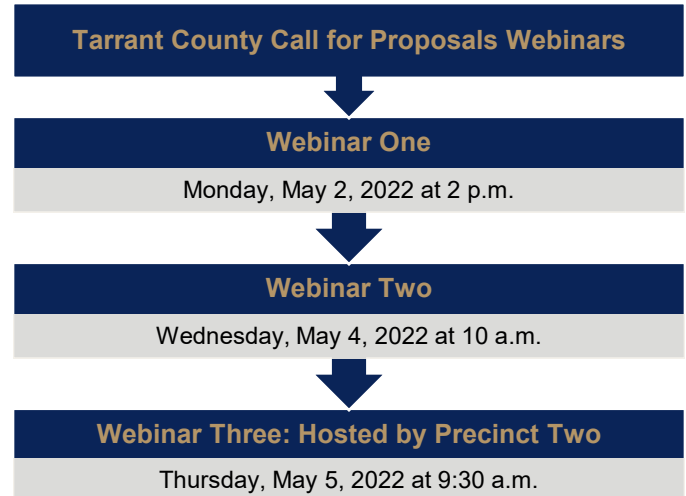 Tarrant County Call for Proposals Webinars
Webinar One
Monday, May 2, 2022 at 2 p.m.
Webinar Two
Wednesday, May 4, 2022 at 10 a.m.
Webinar Three: Hosted by Precinct Two
Thursday, May 5, 2022 at 9:30 a.m.